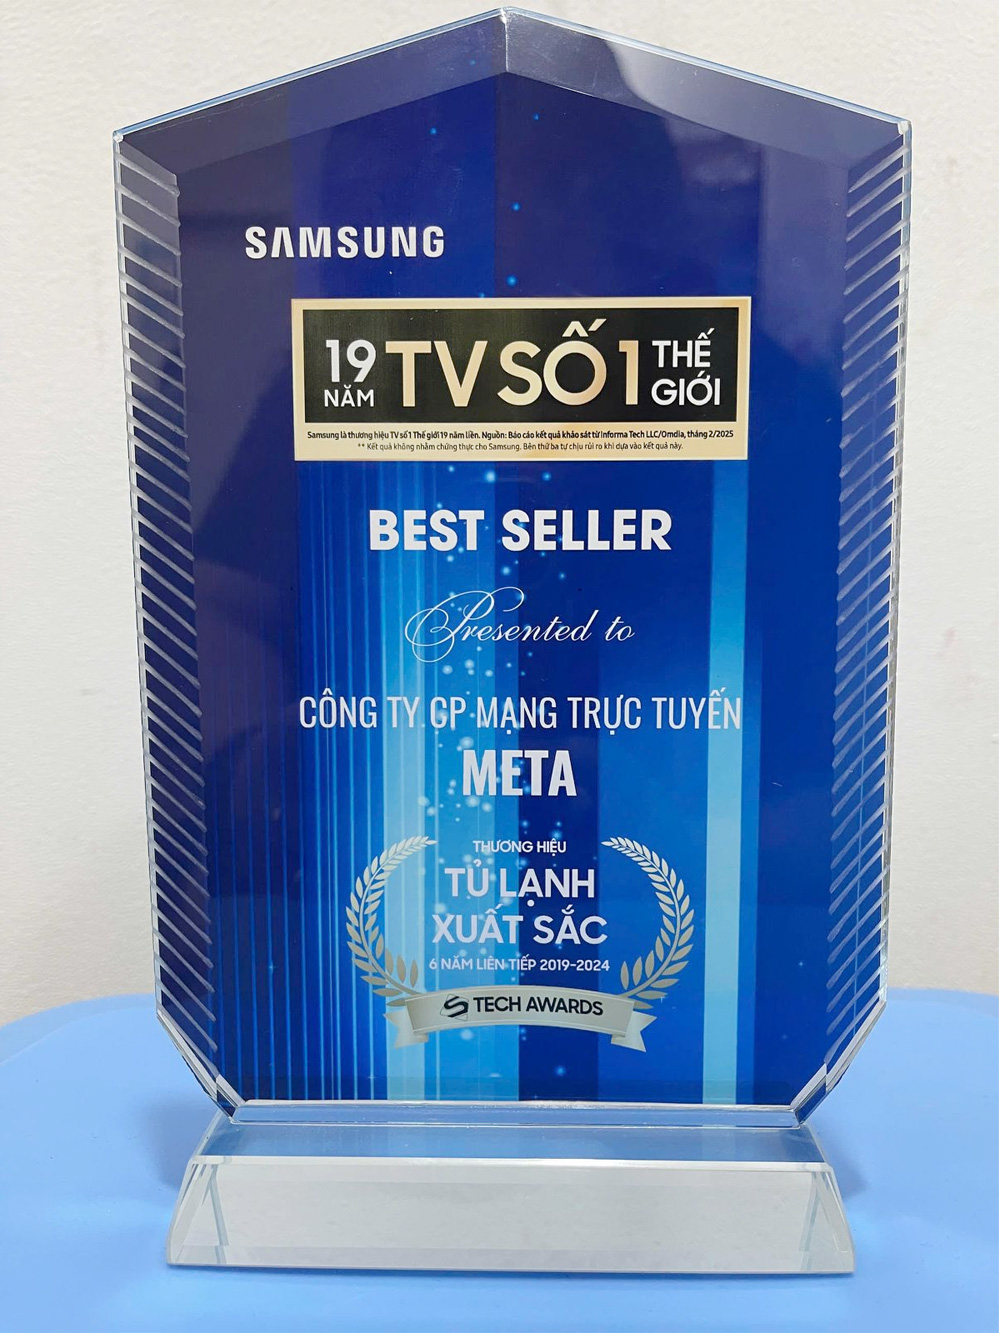 SAMSUNG
19 NĂM TV SỐ 1 THẾ GIỚI
Samsung là thương hiệu TV số 1 Thế giới 19 năm liền. Nguồn: Báo cáo kết quả khảo sát từ Informa Tech LLC/Omdia, tháng 2/2025
** Kết quả không nhằm chứng thực cho Samsung. Bên thứ ba tự chịu rủi ro khi dựa vào kết quả này.
BEST SELLER
Presented to
CÔNG TY CP MẠNG TRỰC TUYẾN
META
THƯƠNG HIỆU
TỦ LẠNH
XUẤT SẮC
6 NĂM LIÊN TIẾP 2019-2024
TECH AWARDS